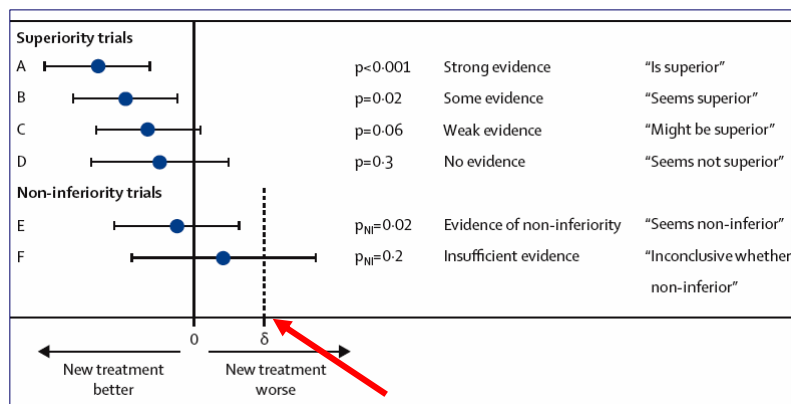 Superiority trials
A p<0·001 Strong evidence “Is superior”
B p=0·02 Some evidence “Seems superior”
C p=0·06 Weak evidence “Might be superior”
D p=0·3 No evidence “Seems not superior”
Non-inferiority trials
E pNI=0·02 Evidence of non-inferiority “Seems non-inferior”
F pNI=0·2 Insufficient evidence “Inconclusive whether
non-inferior”
0 δ
New treatment better
New treatment worse